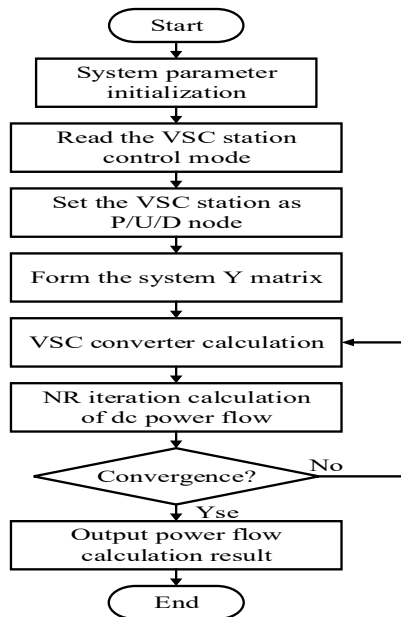 Start
System parameter
initialization
Read the VSC station
control mode
Set the VSC station as
P/U/D node
Form the system Y matrix
VSC converter calculation
NR iteration calculation
of dc power flow
Convergence?
No
Yse
Output power flow
calculation result
End